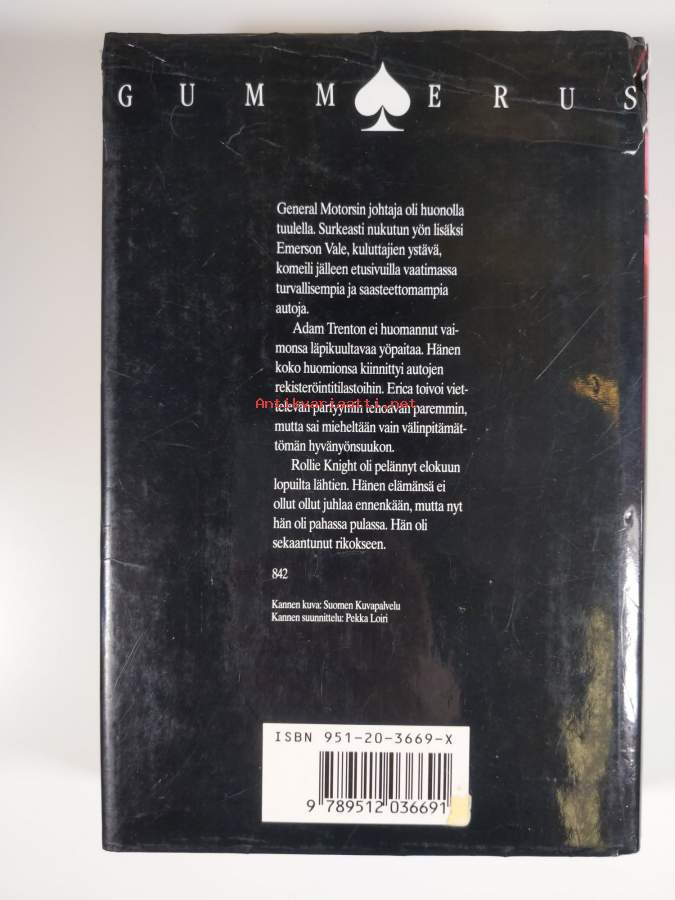 GUMMERUS
General Motorsin johtaja oli huonolla
tuulella. Surkeasti nukutun yön lisäksi
Emerson Vale, kuluttajien ystävä,
komeili jälleen etusivuilla vaatimassa
turvallisempia ja saasteettomampia
autoja.
Adam Trenton ei huomannut vai-
monsa läpikuultavaa yöpaitaa. Hänen
koko huomionsa kiinnittyi autojen
rekisteröintitilastoihin. Erica toivoi viet-
Antikvariaatti.net
televän partyymin tehoavan paremmin,
mutta sai mieheltään vain välinpitämät-
tömän hyvänyönsuukon.
Rollie Knight oli pelännyt elokuun
lopuilta lähtien. Hänen elämänsä ei
ollut ollut juhlaa ennenkään, mutta nyt
hän oli pahassa pulassa. Hän oli
sekaantunut rikokseen.
842
Kannen kuva: Suomen Kuvapalvelu
Kannen suunnittelu: Pekka Loiri
ISBN 951-20-3669-X
9 789512 036691